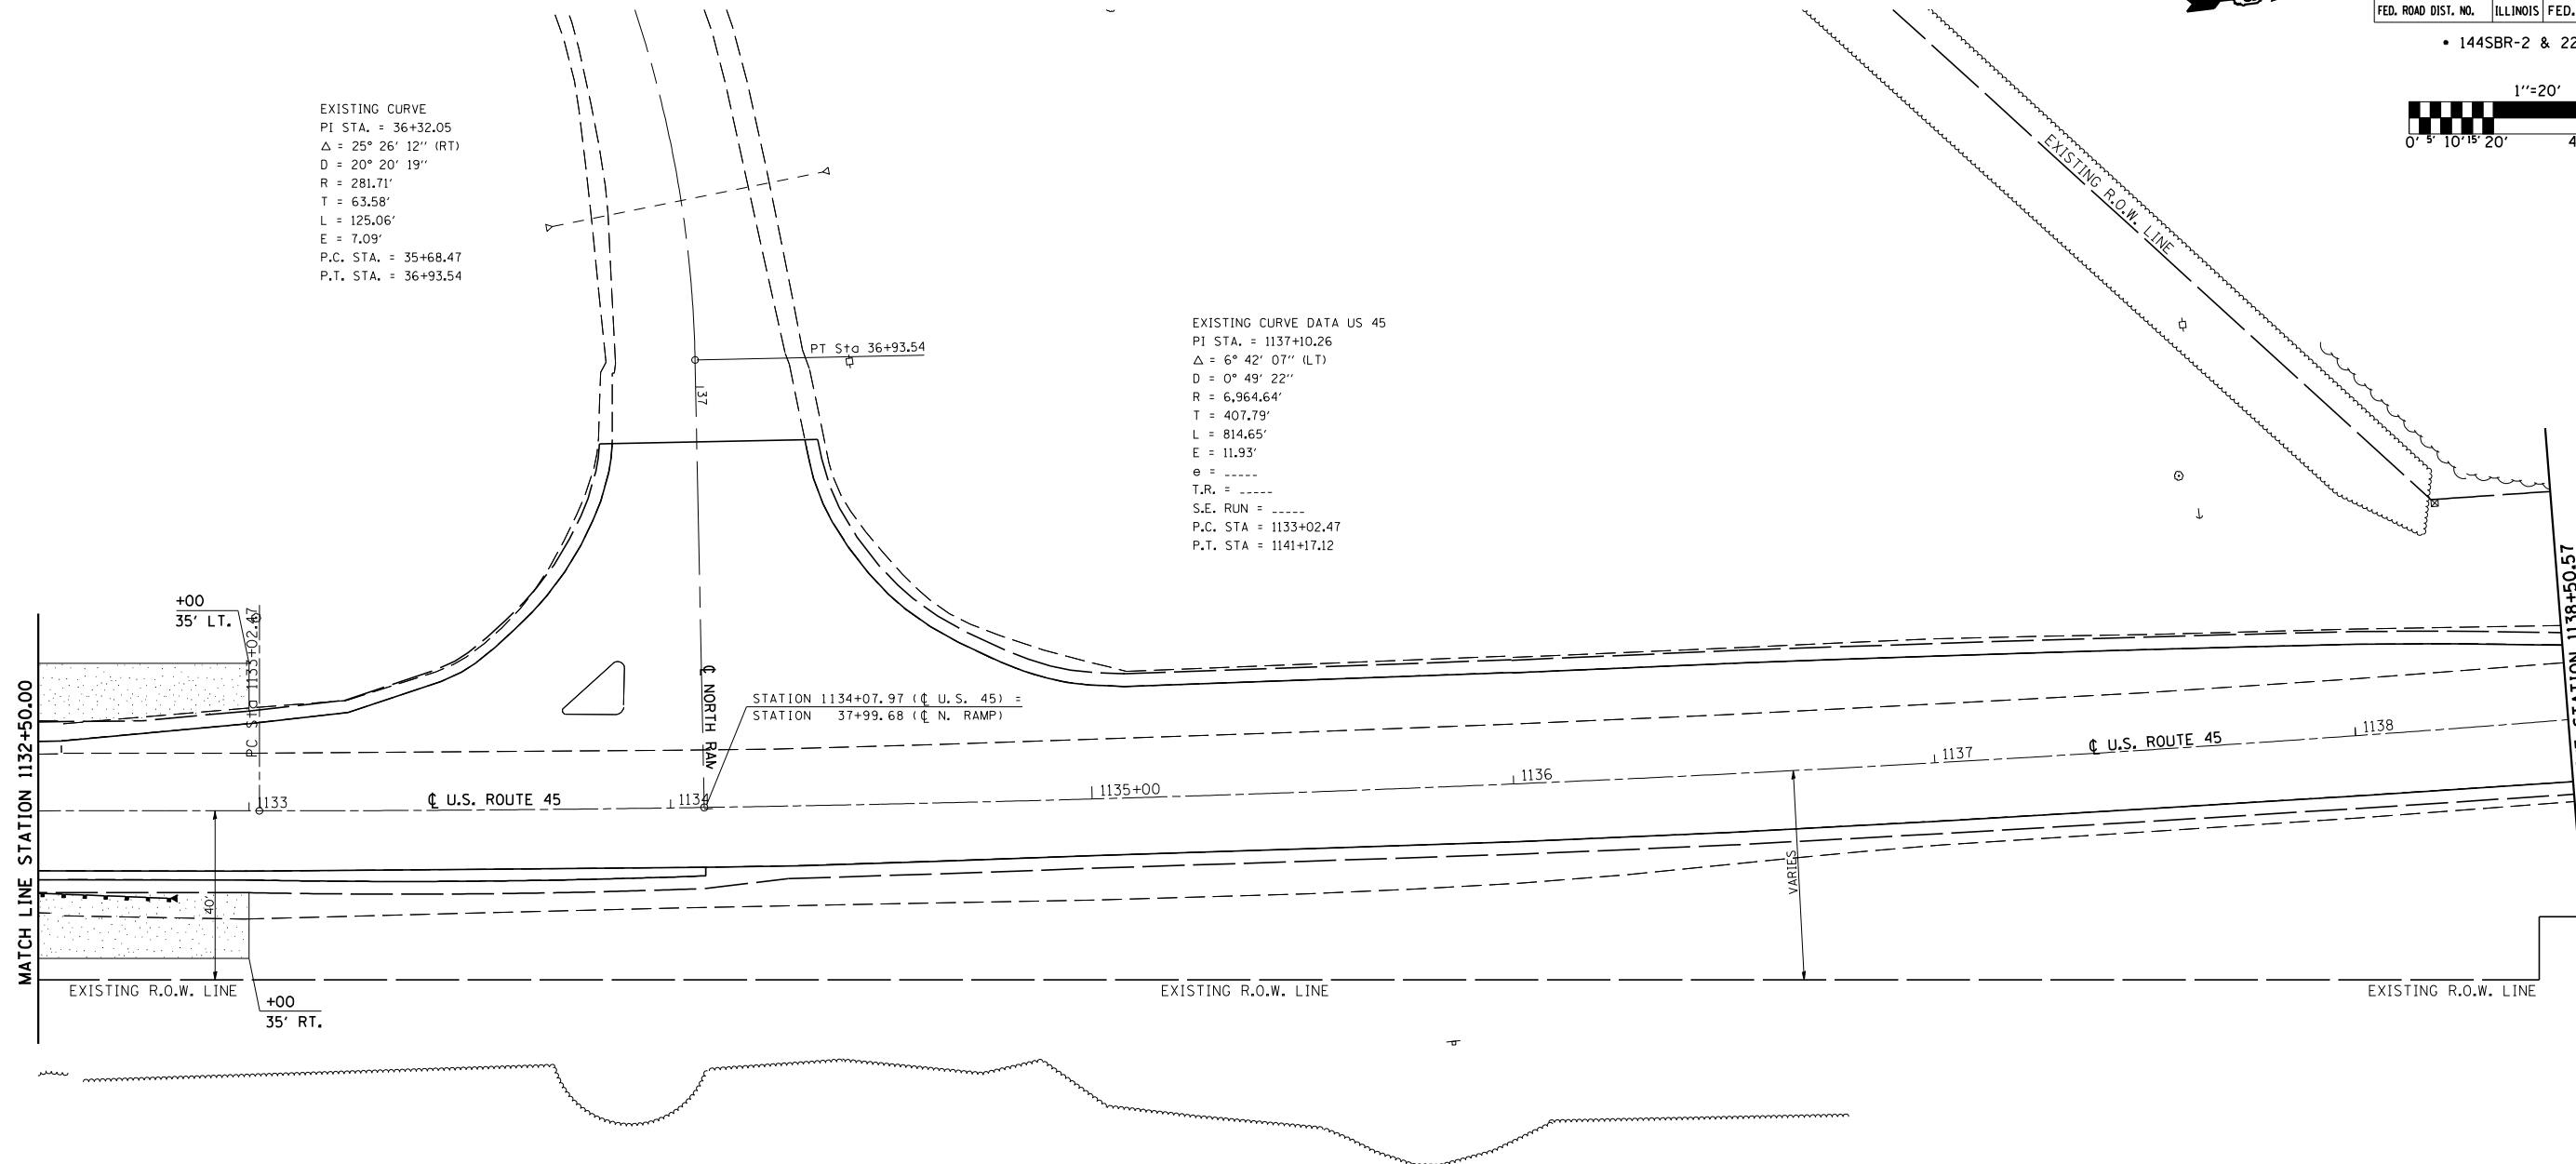 FED. ROAD DIST. NO. ILLINOIS FED.
• 144SBR-2 & 22
1''=20'
0' 5' 10' 15' 20' 4
EXISTING CURVE
PI STA. = 36+32.05
Δ = 25° 26' 12'' (RT)
D = 20° 20' 19''
R = 281.71'
T = 63.58'
L = 125.06'
E = 7.09'
P.C. STA. = 35+68.47
P.T. STA. = 36+93.54
EXISTING R.O.W. LINE
PT Sta 36+93.54
37
EXISTING CURVE DATA US 45
PI STA. = 1137+10.26
Δ = 6° 42' 07'' (LT)
D = 0° 49' 22''
R = 6,964.64'
T = 407.79'
L = 814.65'
E = 11.93'
e = _____
T.R. = _____
S.E. RUN = _____
P.C. STA = 1133+02.47
P.T. STA = 1141+17.12
+00
35' LT.
PC Sta 1133+02.47
℄ NORTH RAM
STATION 1134+07.97 (℄ U.S. 45) =
STATION 37+99.68 (℄ N. RAMP)
MATCH LINE STATION 1132+50.00
STATION 1138+50.57
1133
℄ U.S. ROUTE 45
1134
1135+00
1136
1137
℄ U.S. ROUTE 45
1138
40'
VARIES
EXISTING R.O.W. LINE
EXISTING R.O.W. LINE
EXISTING R.O.W. LINE
+00
35' RT.